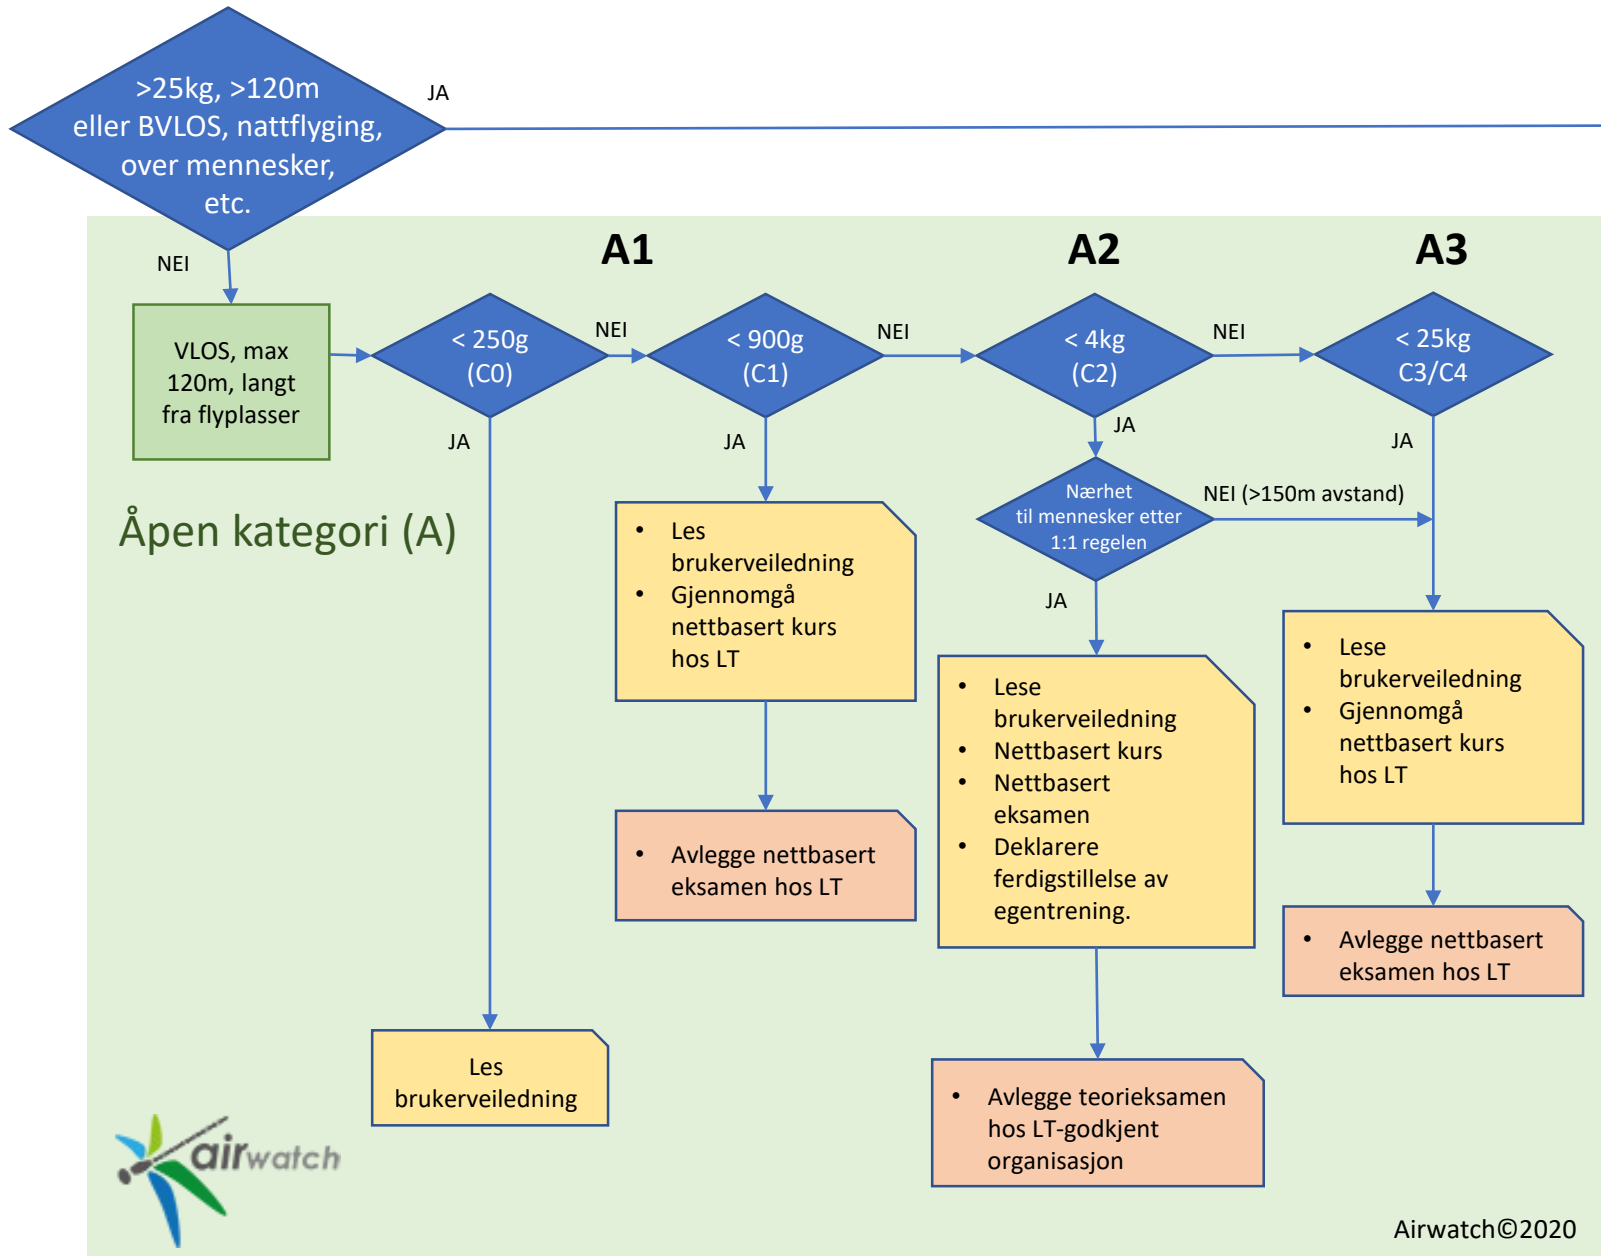 >25kg, >120m
eller BVLOS, nattflyging,
over mennesker,
etc.
JA
NEI
A1
A2
A3
VLOS, max
120m, langt
fra flyplasser
< 250g
(C0)
NEI
< 900g
(C1)
NEI
< 4kg
(C2)
NEI
< 25kg
C3/C4
JA
JA
JA
JA
Åpen kategori (A)
Nærhet
til mennesker etter
1:1 regelen
NEI (>150m avstand)
JA
• Les
brukerveiledning
• Gjennomgå
nettbasert kurs
hos LT
• Avlegge nettbasert
eksamen hos LT
• Lese
brukerveiledning
• Nettbasert kurs
• Nettbasert
eksamen
• Deklarere
ferdigstillelse av
egentrening.
• Lese
brukerveiledning
• Gjennomgå
nettbasert kurs
hos LT
• Avlegge nettbasert
eksamen hos LT
Les
brukerveiledning
• Avlegge teorieksamen
hos LT-godkjent
organisasjon
airwatch
Airwatch©2020